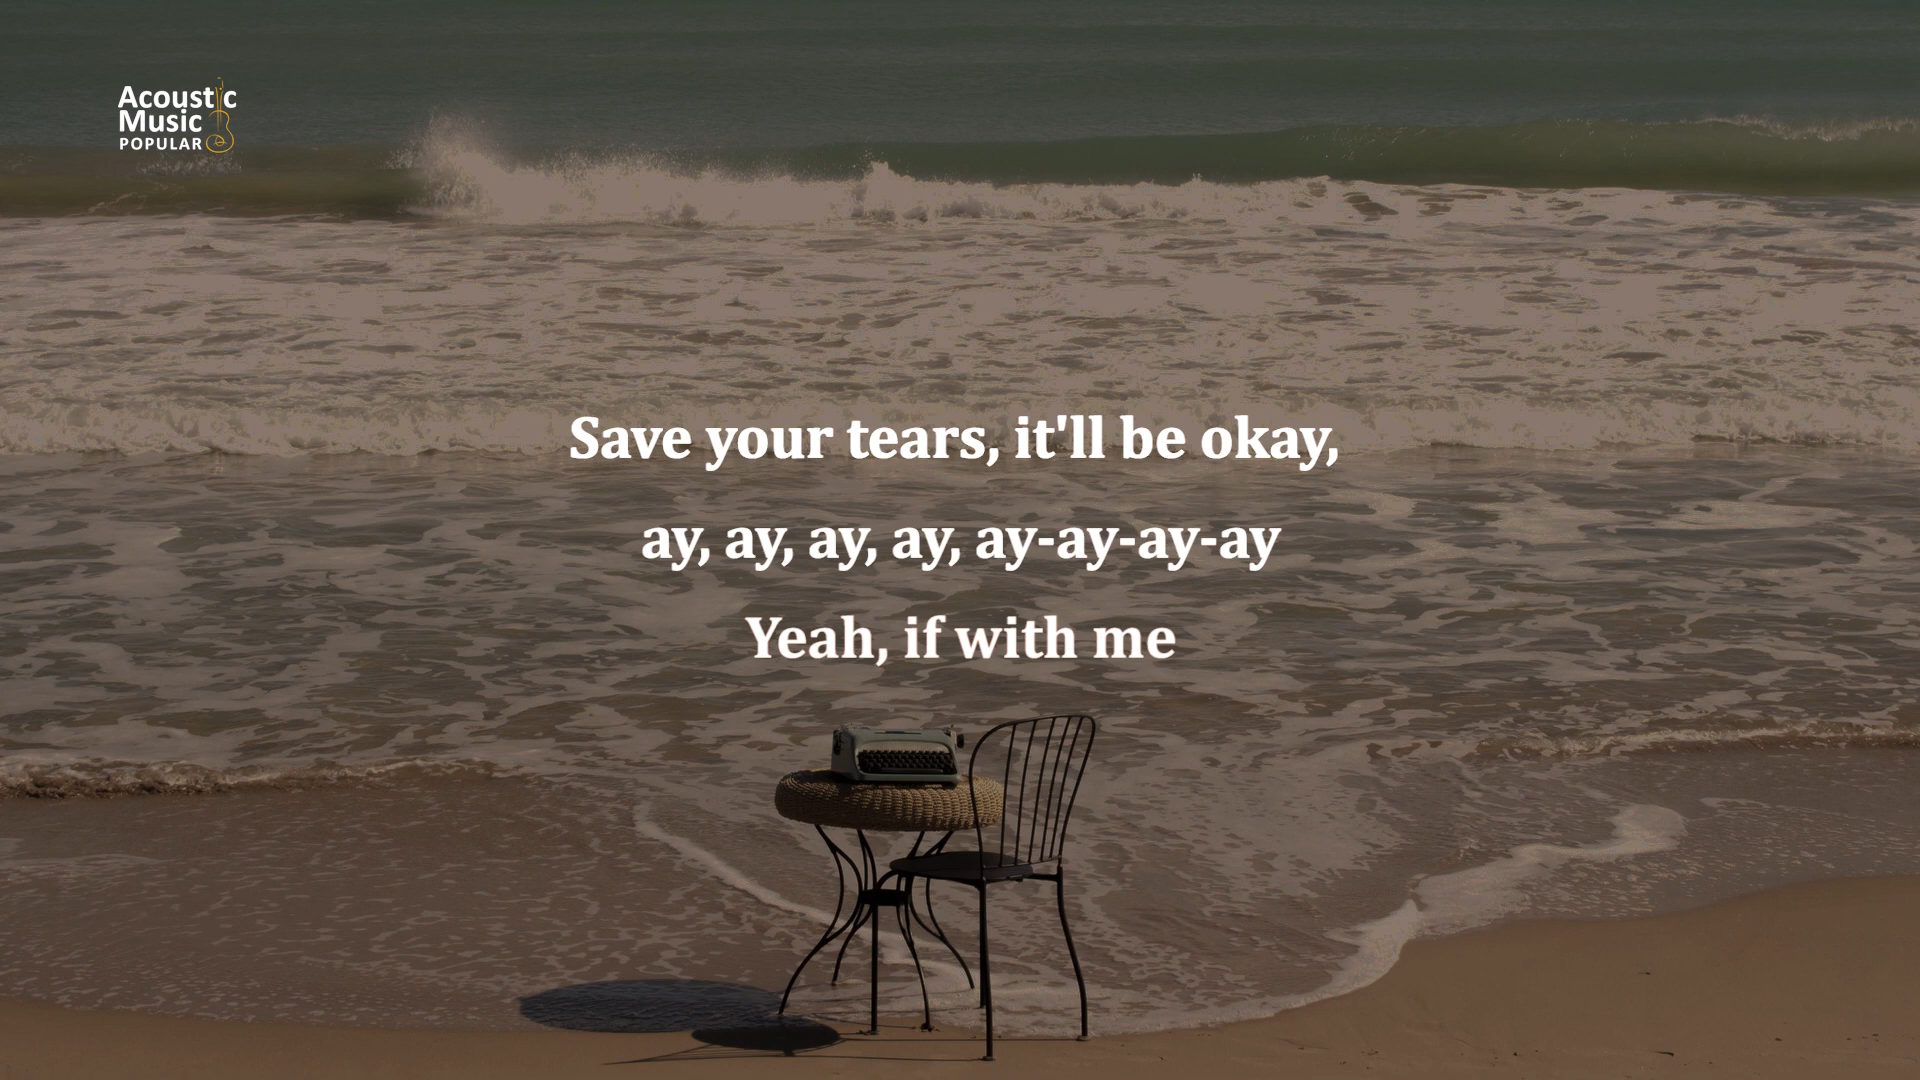 Acoustic
Music
POPULAR
Save your tears, it'll be okay,
ay, ay, ay, ay, ay-ay-ay-ay
Yeah, if with me